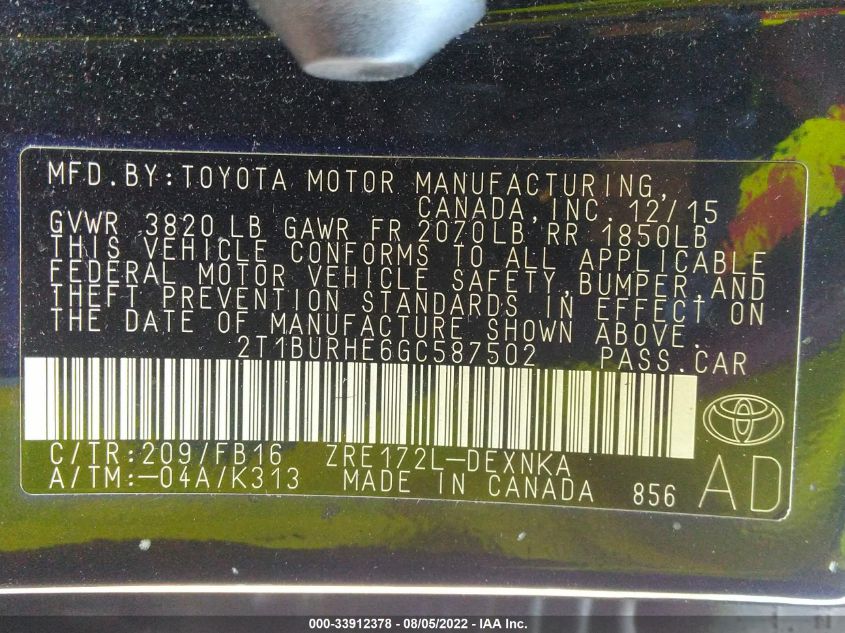 MFD.BY:TOYOTA MOTOR MANUFACTURING,
CANADA,INC. 12/15
GVWR 3820 LB GAWR FR 2070LB RR 1850LB
THIS VEHICLE CONFORMS TO ALL APPLICABLE
FEDERAL MOTOR VEHICLE SAFETY,BUMPER,AND
THEFT PREVENTION STANDARDS IN EFFECT ON
THE DATE OF MANUFACTURE SHOWN ABOVE.
2T1BURHE6GC587502 PASS.CAR
C/TR:209/FB16 ZRE172L-DEXNKA
A/TM:-04A/K313 MADE IN CANADA 856 AD
000-33912378 - 08/05/2022 - IAA Inc.